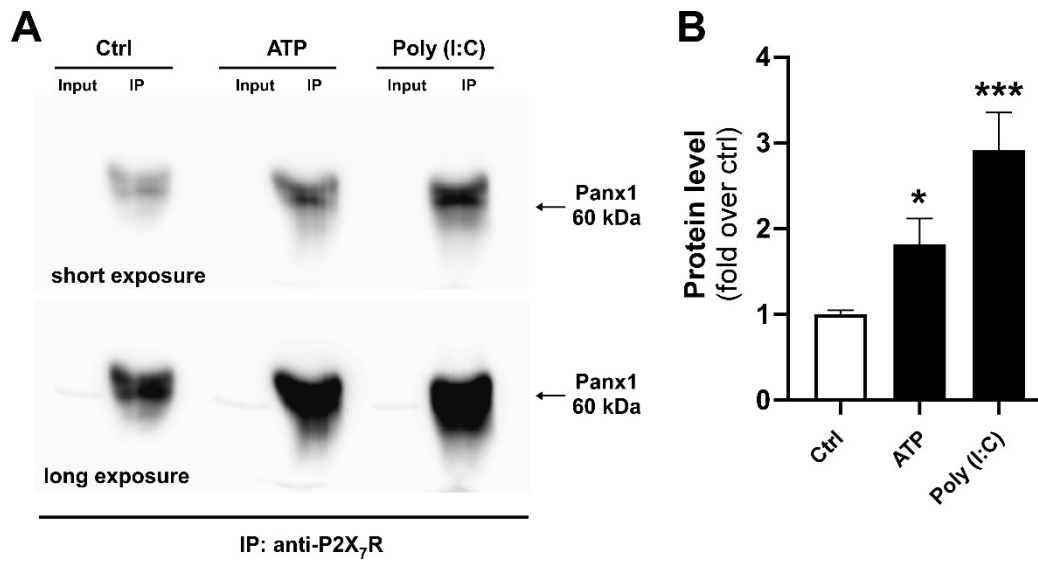 A
Ctrl ATP Poly (I:C)
Input IP Input IP Input IP
Panx1
60 kDa
short exposure
Panx1
60 kDa
long exposure
IP: anti-P2X₇R
B
Protein level
(fold over ctrl)
4
3
2
1
0
*
***
Ctrl
ATP
Poly (I:C)